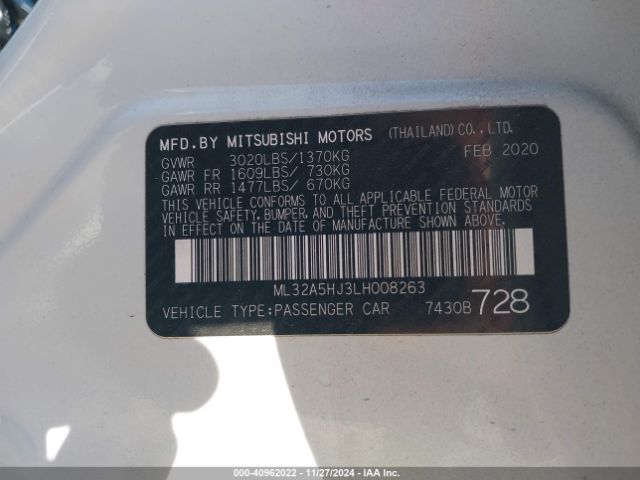 MFD.BY MITSUBISHI MOTORS (THAILAND) CO., LTD.
GVWR 3020LBS/1370KG FEB 2020
GAWR FR 1609LBS/ 730KG
GAWR RR 1477LBS/ 670KG
THIS VEHICLE CONFORMS TO ALL APPLICABLE FEDERAL MOTOR
VEHICLE SAFETY, BUMPER, AND THEFT PREVENTION STANDARDS
IN EFFECT ON THE DATE OF MANUFACTURE SHOWN ABOVE.
ML32A5HJ3LH008263
VEHICLE TYPE:PASSENGER CAR 7430B 728
000-40962022 - 11/27/2024 - IAA Inc.